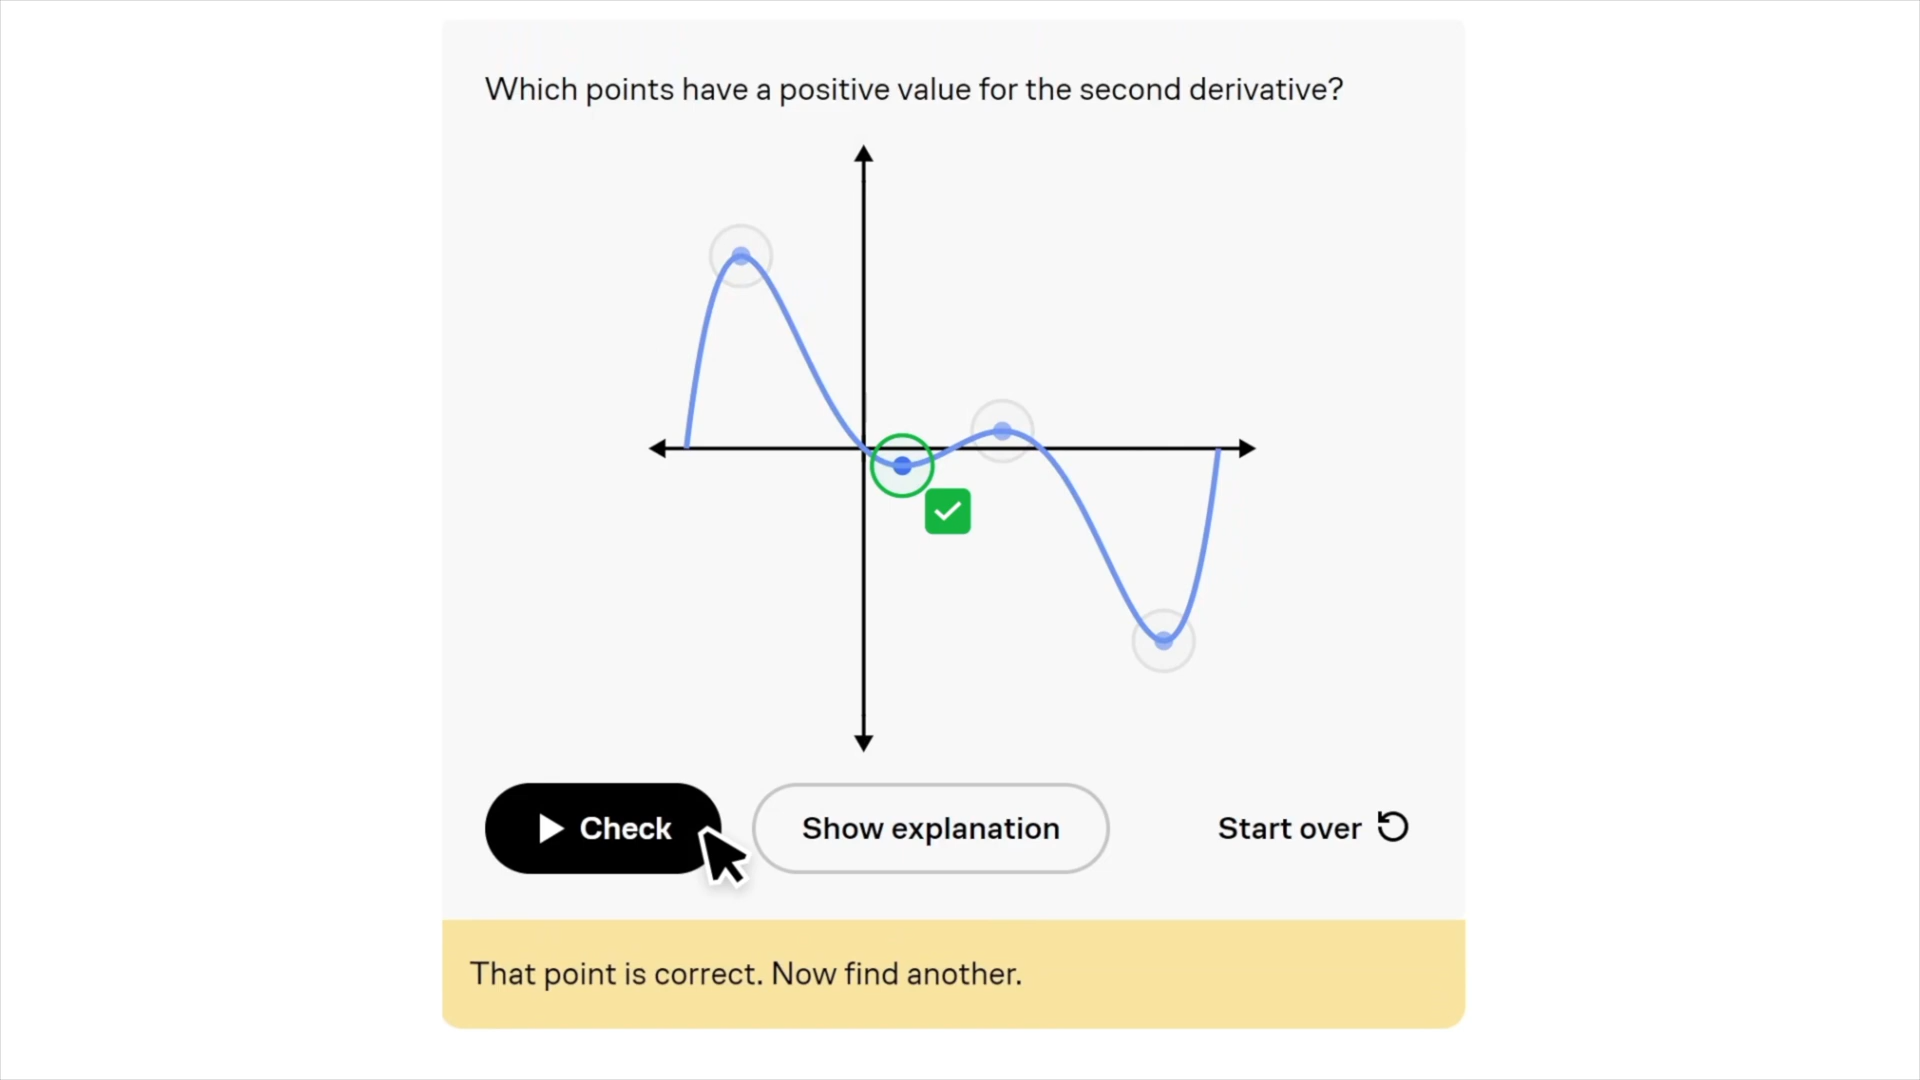 Which points have a positive value for the second derivative?
Check
Show explanation
Start over
That point is correct. Now find another.